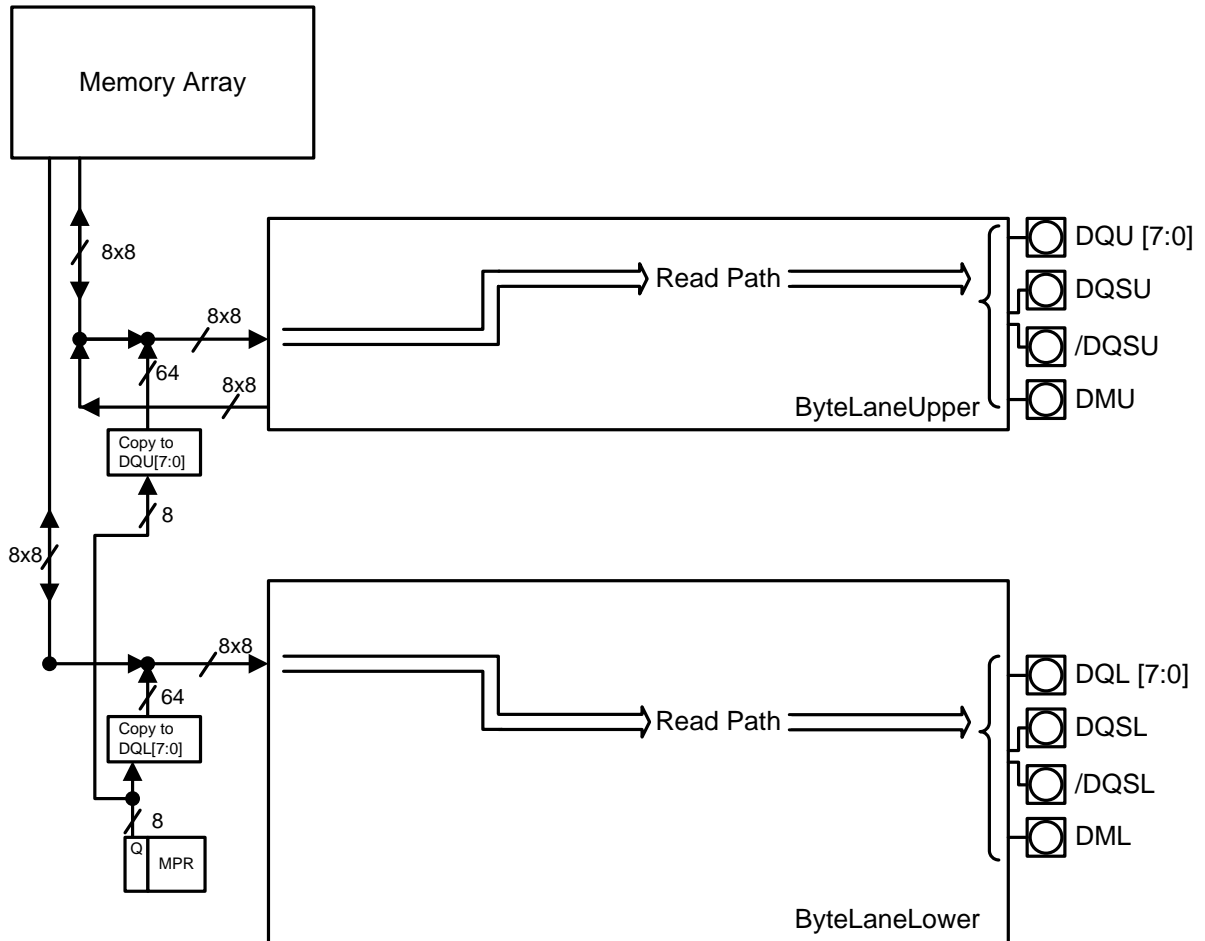 Memory Array
8x8
DQU [7:0]
Read Path
DQSU
8x8
/DQSU
64
8x8
DMU
ByteLaneUpper
Copy to
DQU[7:0]
8
8x8
8x8
DQL [7:0]
64
Read Path
DQSL
Copy to
DQL[7:0]
/DQSL
8
DML
Q
MPR
ByteLaneLower